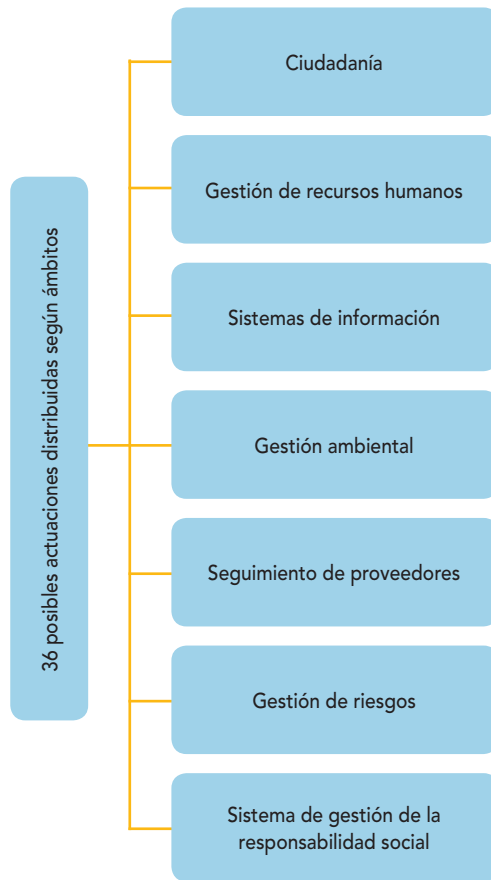 36 posibles actuaciones distribuidas según ámbitos
Ciudadanía
Gestión de recursos humanos
Sistemas de información
Gestión ambiental
Seguimiento de proveedores
Gestión de riesgos
Sistema de gestión de la
responsabilidad social